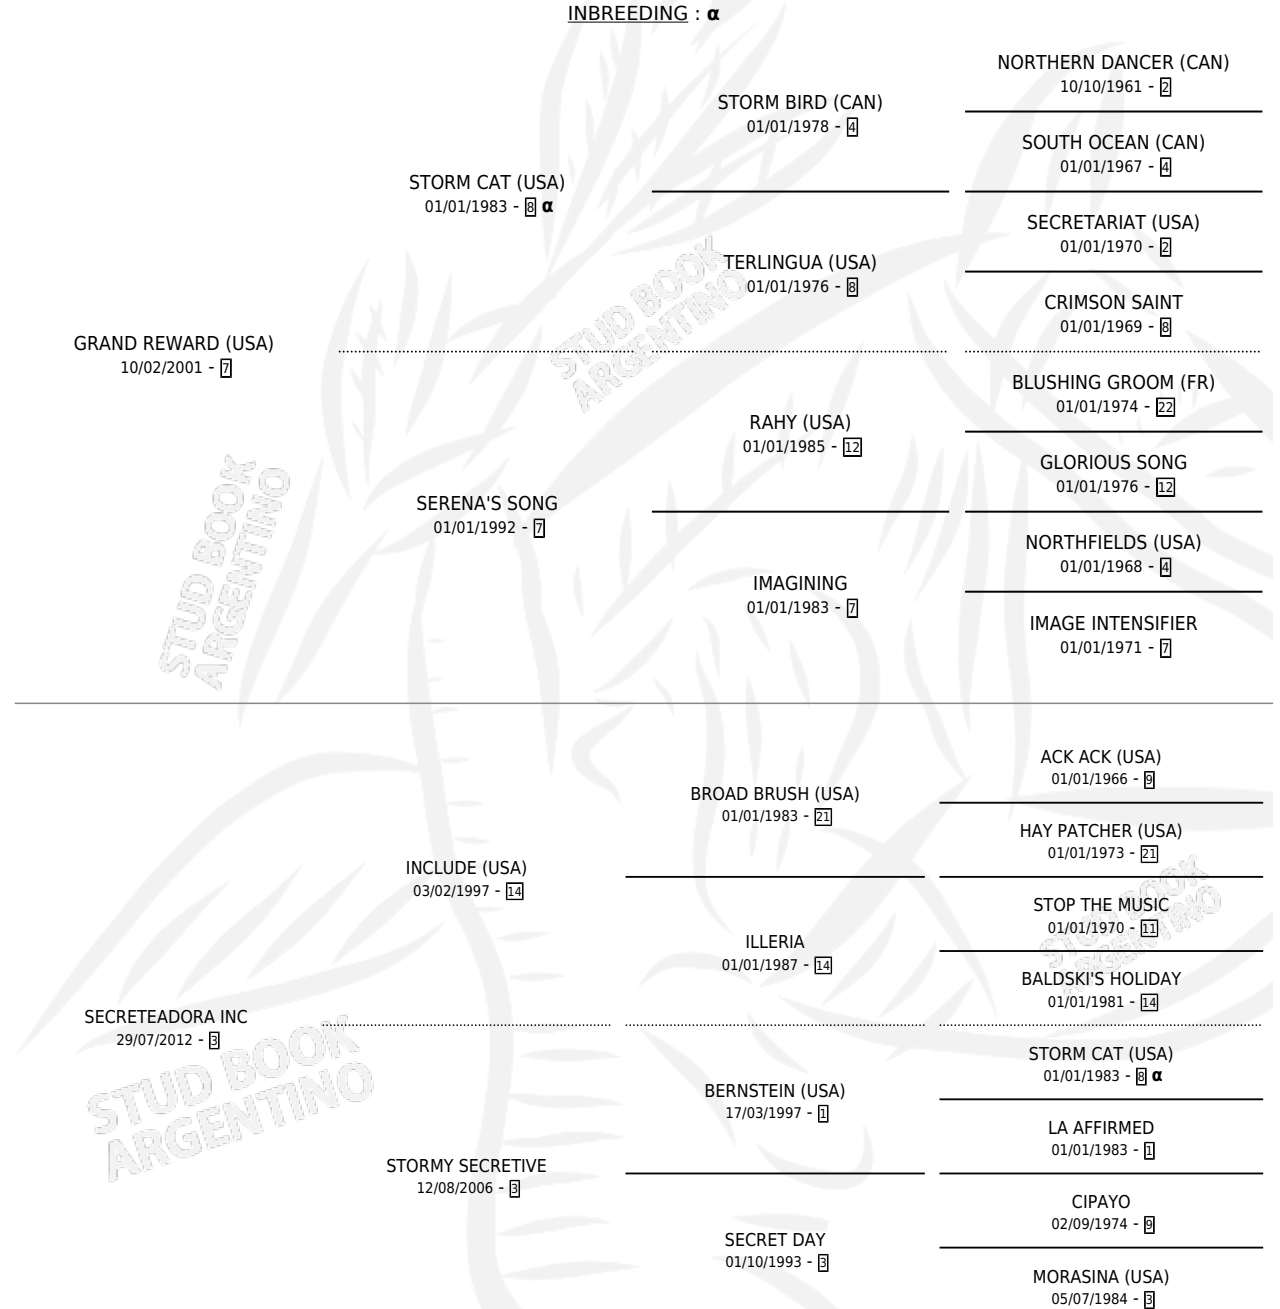 INBREEDING : α
NORTHERN DANCER (CAN)
10/10/1961 - 2
STORM BIRD (CAN)
01/01/1978 - 4
SOUTH OCEAN (CAN)
01/01/1967 - 4
STORM CAT (USA)
01/01/1983 - 8 α
SECRETARIAT (USA)
01/01/1970 - 2
TERLINGUA (USA)
01/01/1976 - 8
CRIMSON SAINT
01/01/1969 - 8
GRAND REWARD (USA)
10/02/2001 - 7
BLUSHING GROOM (FR)
01/01/1974 - 22
RAHY (USA)
01/01/1985 - 12
GLORIOUS SONG
01/01/1976 - 12
SERENA'S SONG
01/01/1992 - 7
NORTHFIELDS (USA)
01/01/1968 - 4
IMAGINING
01/01/1983 - 7
IMAGE INTENSIFIER
01/01/1971 - 7
ACK ACK (USA)
01/01/1966 - 9
BROAD BRUSH (USA)
01/01/1983 - 21
HAY PATCHER (USA)
01/01/1973 - 21
INCLUDE (USA)
03/02/1997 - 14
STOP THE MUSIC
01/01/1970 - 11
ILLERIA
01/01/1987 - 14
BALDSKI'S HOLIDAY
01/01/1981 - 14
SECRETEADORA INC
29/07/2012 - 3
STORM CAT (USA)
01/01/1983 - 8 α
BERNSTEIN (USA)
17/03/1997 - 1
LA AFFIRMED
01/01/1983 - 1
STORMY SECRETIVE
12/08/2006 - 3
CIPAYO
02/09/1974 - 9
SECRET DAY
01/10/1993 - 3
MORASINA (USA)
05/07/1984 - 3
STUD BOOK
ARGENTINO
STUD BOOK
ARGENTINO
STUD BOOK
ARGENTINO
STUD BOOK
ARGENTINO